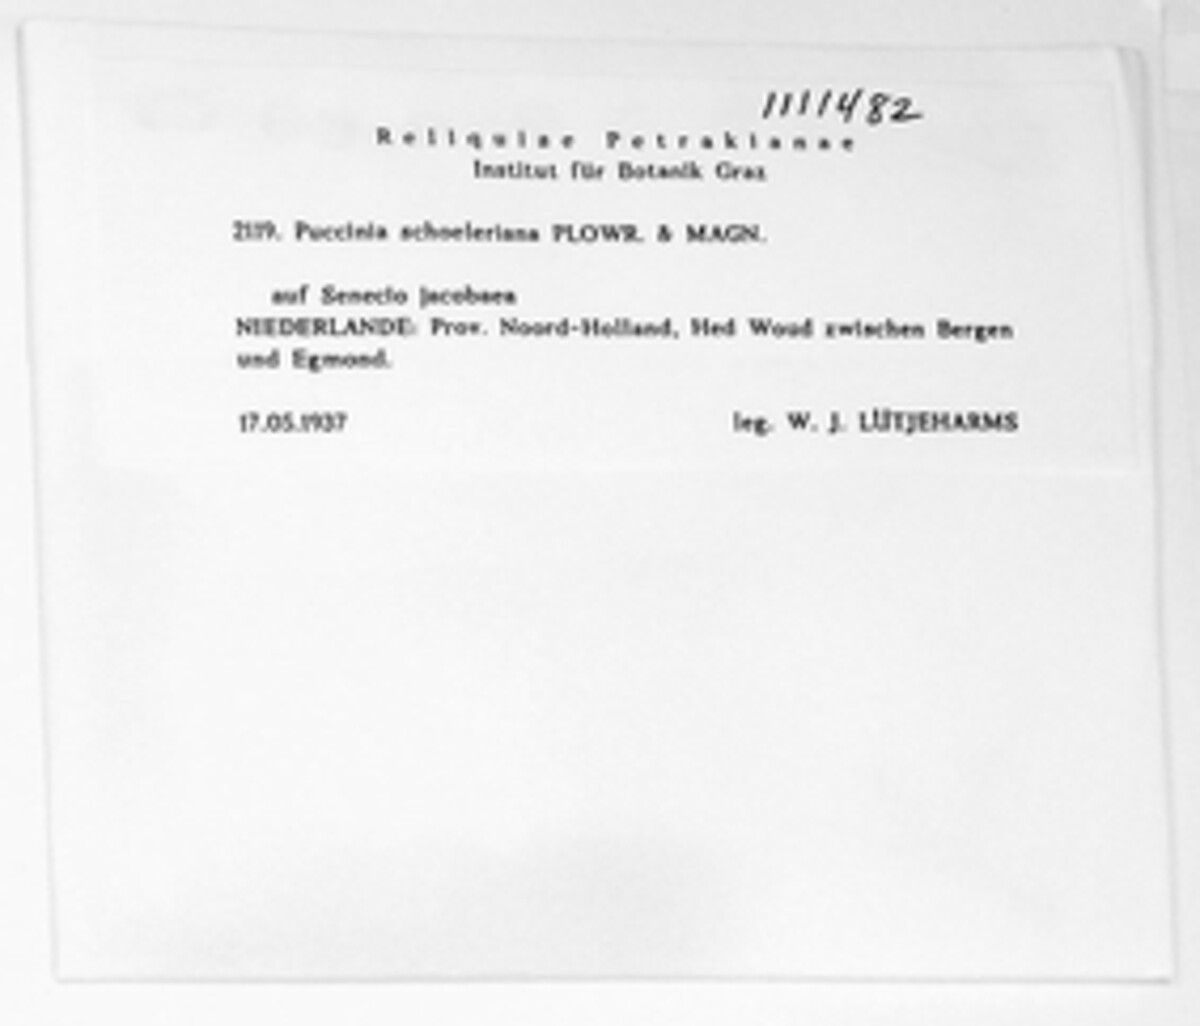 1111482
Reliquiae Petrakianae
Institut für Botanik Graz
2119. Puccinia schoeleriana PLOWR. & MAGN.
auf Senecio jacobaea
NIEDERLANDE: Prov. Noord-Holland, Hed Woud zwischen Bergen
und Egmond.
17.05.1937 leg. W. J. LÜTJEHARMS